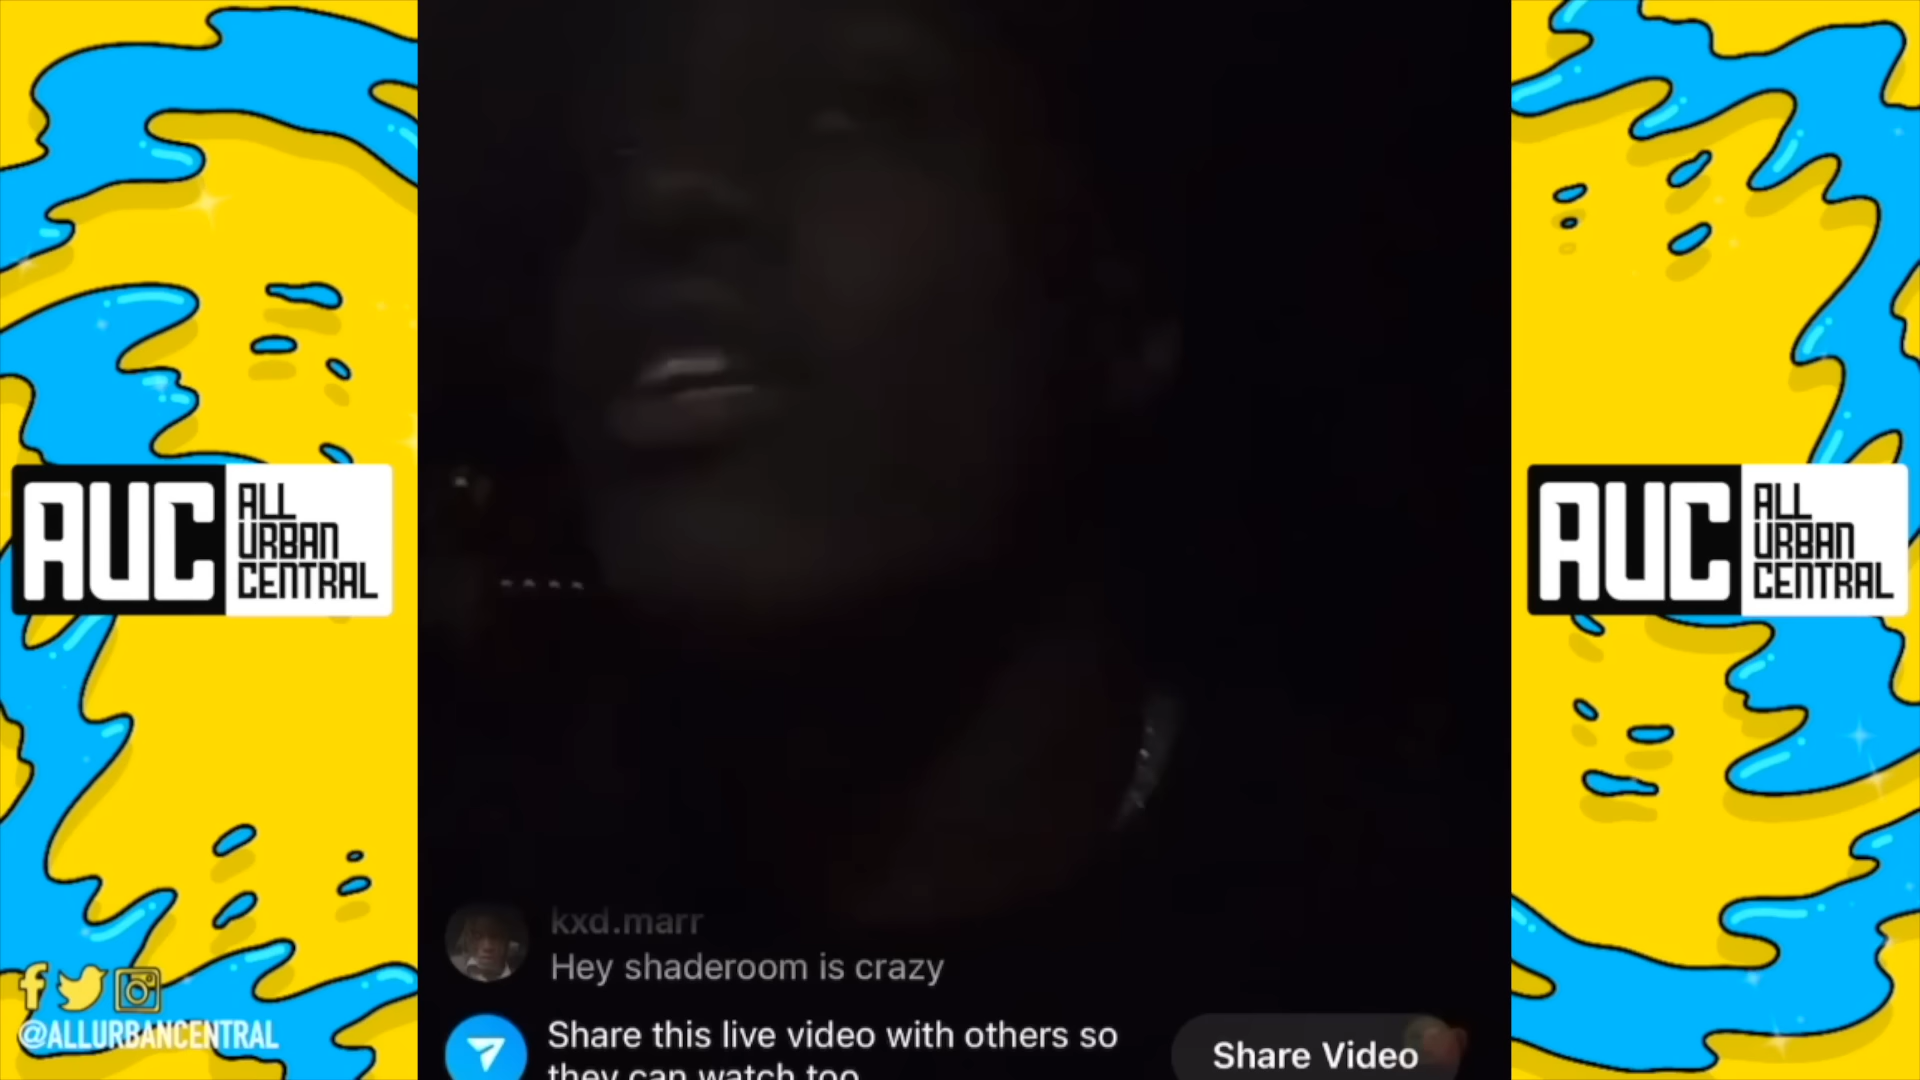 AUC
ALL
URBAN
CENTRAL
AUC
ALL
URBAN
CENTRAL
kxd.marr
Hey shaderoom is crazy
Share this live video with others so
they can watch too
Share Video
@ALLURBANCENTRAL